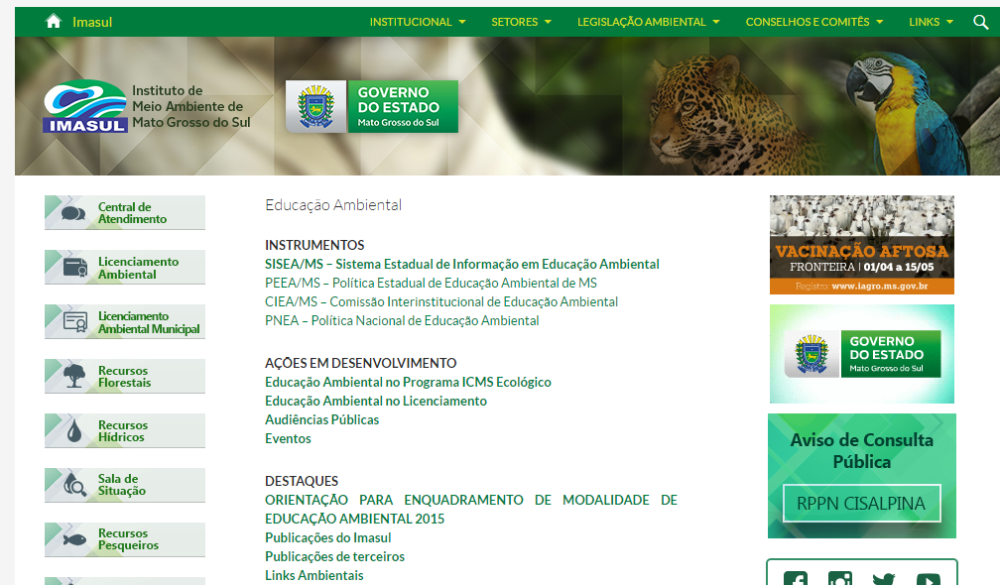 Imasul
INSTITUCIONAL
SETORES
LEGISLAÇÃO AMBIENTAL
CONSELHOS E COMITÊS
LINKS
IMASUL
Instituto de
Meio Ambiente de
Mato Grosso do Sul
GOVERNO
DO ESTADO
Mato Grosso do Sul
Central de
Atendimento
Licenciamento
Ambiental
Licenciamento
Ambiental Municipal
Recursos
Florestais
Recursos
Hídricos
Sala de
Situação
Recursos
Pesqueiros
Educação Ambiental
INSTRUMENTOS
SISEA/MS – Sistema Estadual de Informação em Educação Ambiental
PEEA/MS – Política Estadual de Educação Ambiental de MS
CIEA/MS – Comissão Interinstitucional de Educação Ambiental
PNEA – Política Nacional de Educação Ambiental
AÇÕES EM DESENVOLVIMENTO
Educação Ambiental no Programa ICMS Ecológico
Educação Ambiental no Licenciamento
Audiências Públicas
Eventos
DESTAQUES
ORIENTAÇÃO PARA ENQUADRAMENTO DE MODALIDADE DE
EDUCAÇÃO AMBIENTAL 2015
Publicações do Imasul
Publicações de terceiros
Links Ambientais
VACINAÇÃO AFTOSA
FRONTEIRA | 01/04 a 15/05
Registro: www.iagro.ms.gov.br
GOVERNO
DO ESTADO
Mato Grosso do Sul
Aviso de Consulta
Pública
RPPN CISALPINA